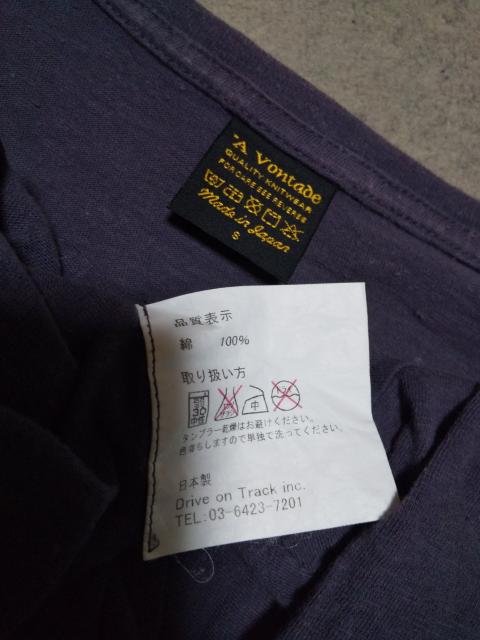 'A Vontade
QUALITY KNITWEAR
FOR CARE SEE REVERSE
Made in Japan
S
品質表示
綿 100%
取り扱い方
30
中性
中
タンブラー乾燥はお避けください。
色落ちしますので単独で洗ってください。
日本製
Drive on Track inc.
TEL.03-6423-7201